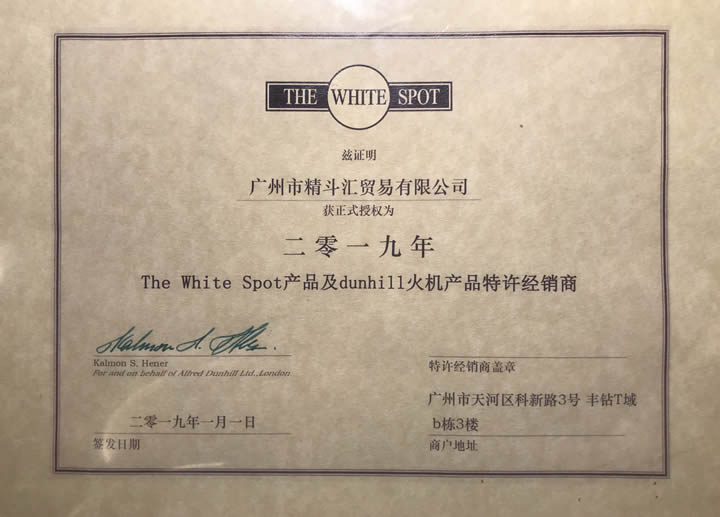 THE WHITE SPOT
兹证明
广州市精斗汇贸易有限公司
获正式授权为
二零一九年
The White Spot产品及dunhill火机产品特许经销商
Kalmon S. Hener
Kalmon S. Hener
For and on behalf of Alfred Dunhill Ltd.,London
二零一九年一月一日
签发日期
特许经销商盖章
广州市天河区科新路3号 丰钻T域
b栋3楼
商户地址